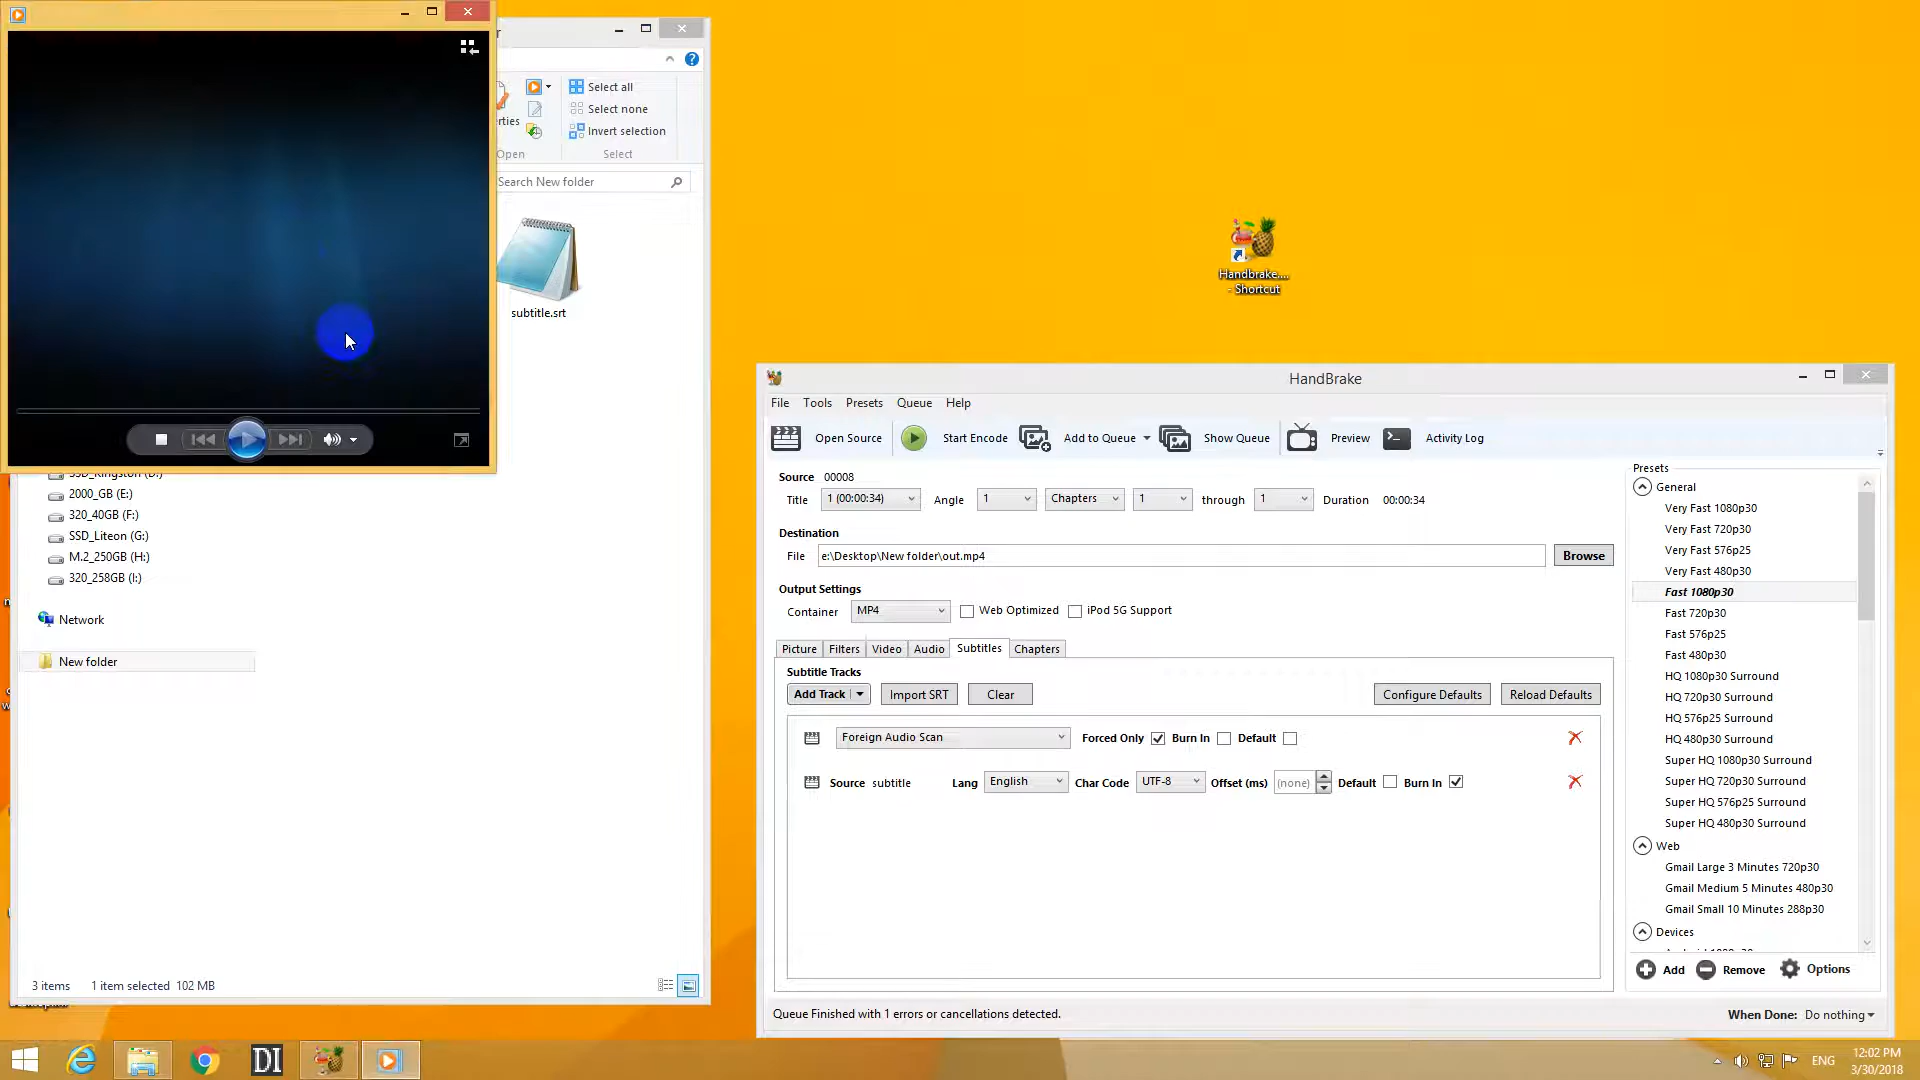 r
rties
Open
Select all
Select none
Invert selection
Select
Search New folder
subtitle.srt
SSD_Kingston (D:)
2000_GB (E:)
320_40GB (F:)
SSD_Liteon (G:)
M.2_250GB (H:)
320_258GB (I:)
Network
New folder
3 items 1 item selected 102 MB
Handbrake....
- Shortcut
HandBrake
File Tools Presets Queue Help
Open Source Start Encode Add to Queue Show Queue Preview Activity Log
Source 00008
Title 1 (00:00:34) Angle 1 Chapters 1 through 1 Duration 00:00:34
Destination
File e:\Desktop\New folder\out.mp4 Browse
Output Settings
Container MP4 Web Optimized iPod 5G Support
Picture Filters Video Audio Subtitles Chapters
Subtitle Tracks
Add Track Import SRT Clear Configure Defaults Reload Defaults
Foreign Audio Scan Forced Only Burn In Default
Source subtitle Lang English Char Code UTF-8 Offset (ms) (none) Default Burn In
Presets
General
Very Fast 1080p30
Very Fast 720p30
Very Fast 576p25
Very Fast 480p30
Fast 1080p30
Fast 720p30
Fast 576p25
Fast 480p30
HQ 1080p30 Surround
HQ 720p30 Surround
HQ 576p25 Surround
HQ 480p30 Surround
Super HQ 1080p30 Surround
Super HQ 720p30 Surround
Super HQ 576p25 Surround
Super HQ 480p30 Surround
Web
Gmail Large 3 Minutes 720p30
Gmail Medium 5 Minutes 480p30
Gmail Small 10 Minutes 288p30
Devices
Add Remove Options
Queue Finished with 1 errors or cancellations detected.
When Done: Do nothing
DI
ENG
12:02 PM
3/30/2018